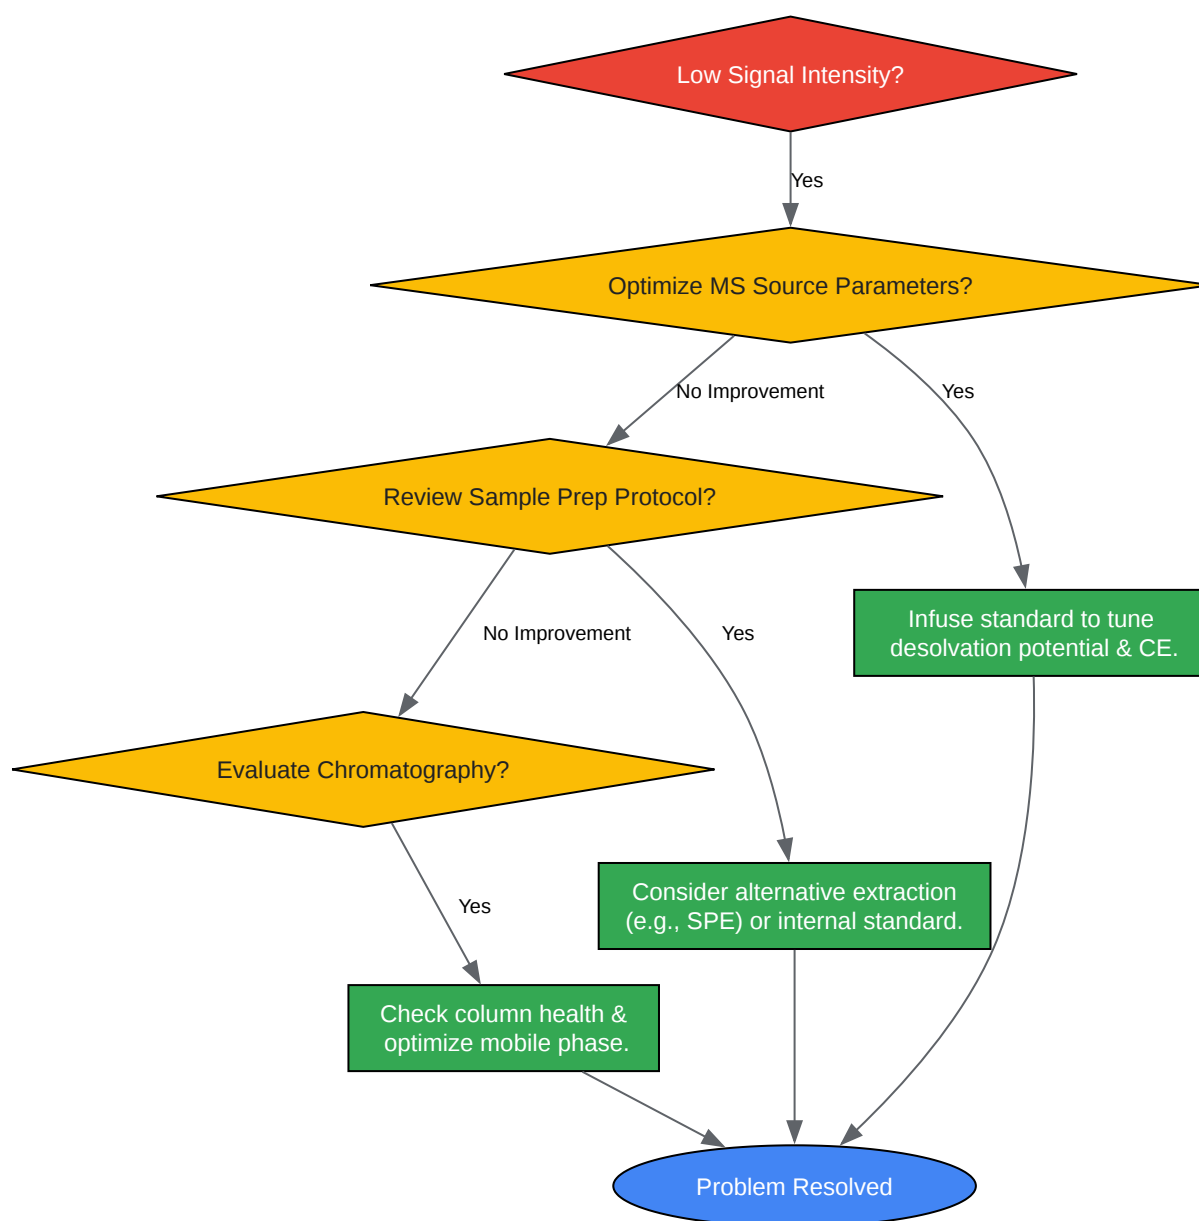 Low Signal Intensity?
Yes
Optimize MS Source Parameters?
No Improvement
Yes
Review Sample Prep Protocol?
Infuse standard to tune
desolvation potential & CE.
No Improvement
Yes
Evaluate Chromatography?
Consider alternative extraction
(e.g., SPE) or internal standard.
Yes
Check column health &
optimize mobile phase.
Problem Resolved